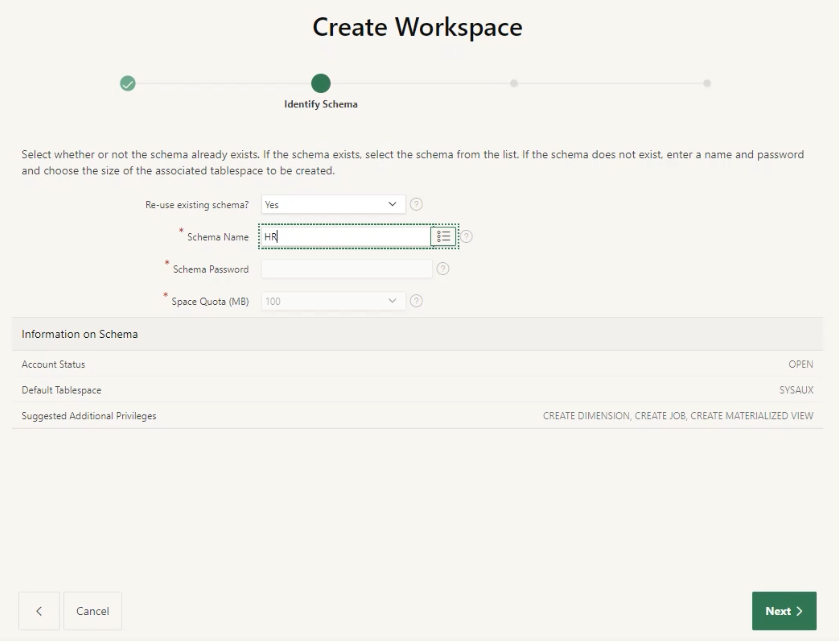 Create Workspace
Identify Schema
Select whether or not the schema already exists. If the schema exists, select the schema from the list. If the schema does not exist, enter a name and password
and choose the size of the associated tablespace to be created.
Re-use existing schema? Yes ?
* Schema Name HR ?
* Schema Password ?
* Space Quota (MB) 100 ?
Information on Schema
Account Status OPEN
Default Tablespace SYSAUX
Suggested Additional Privileges CREATE DIMENSION, CREATE JOB, CREATE MATERIALIZED VIEW
Cancel Next